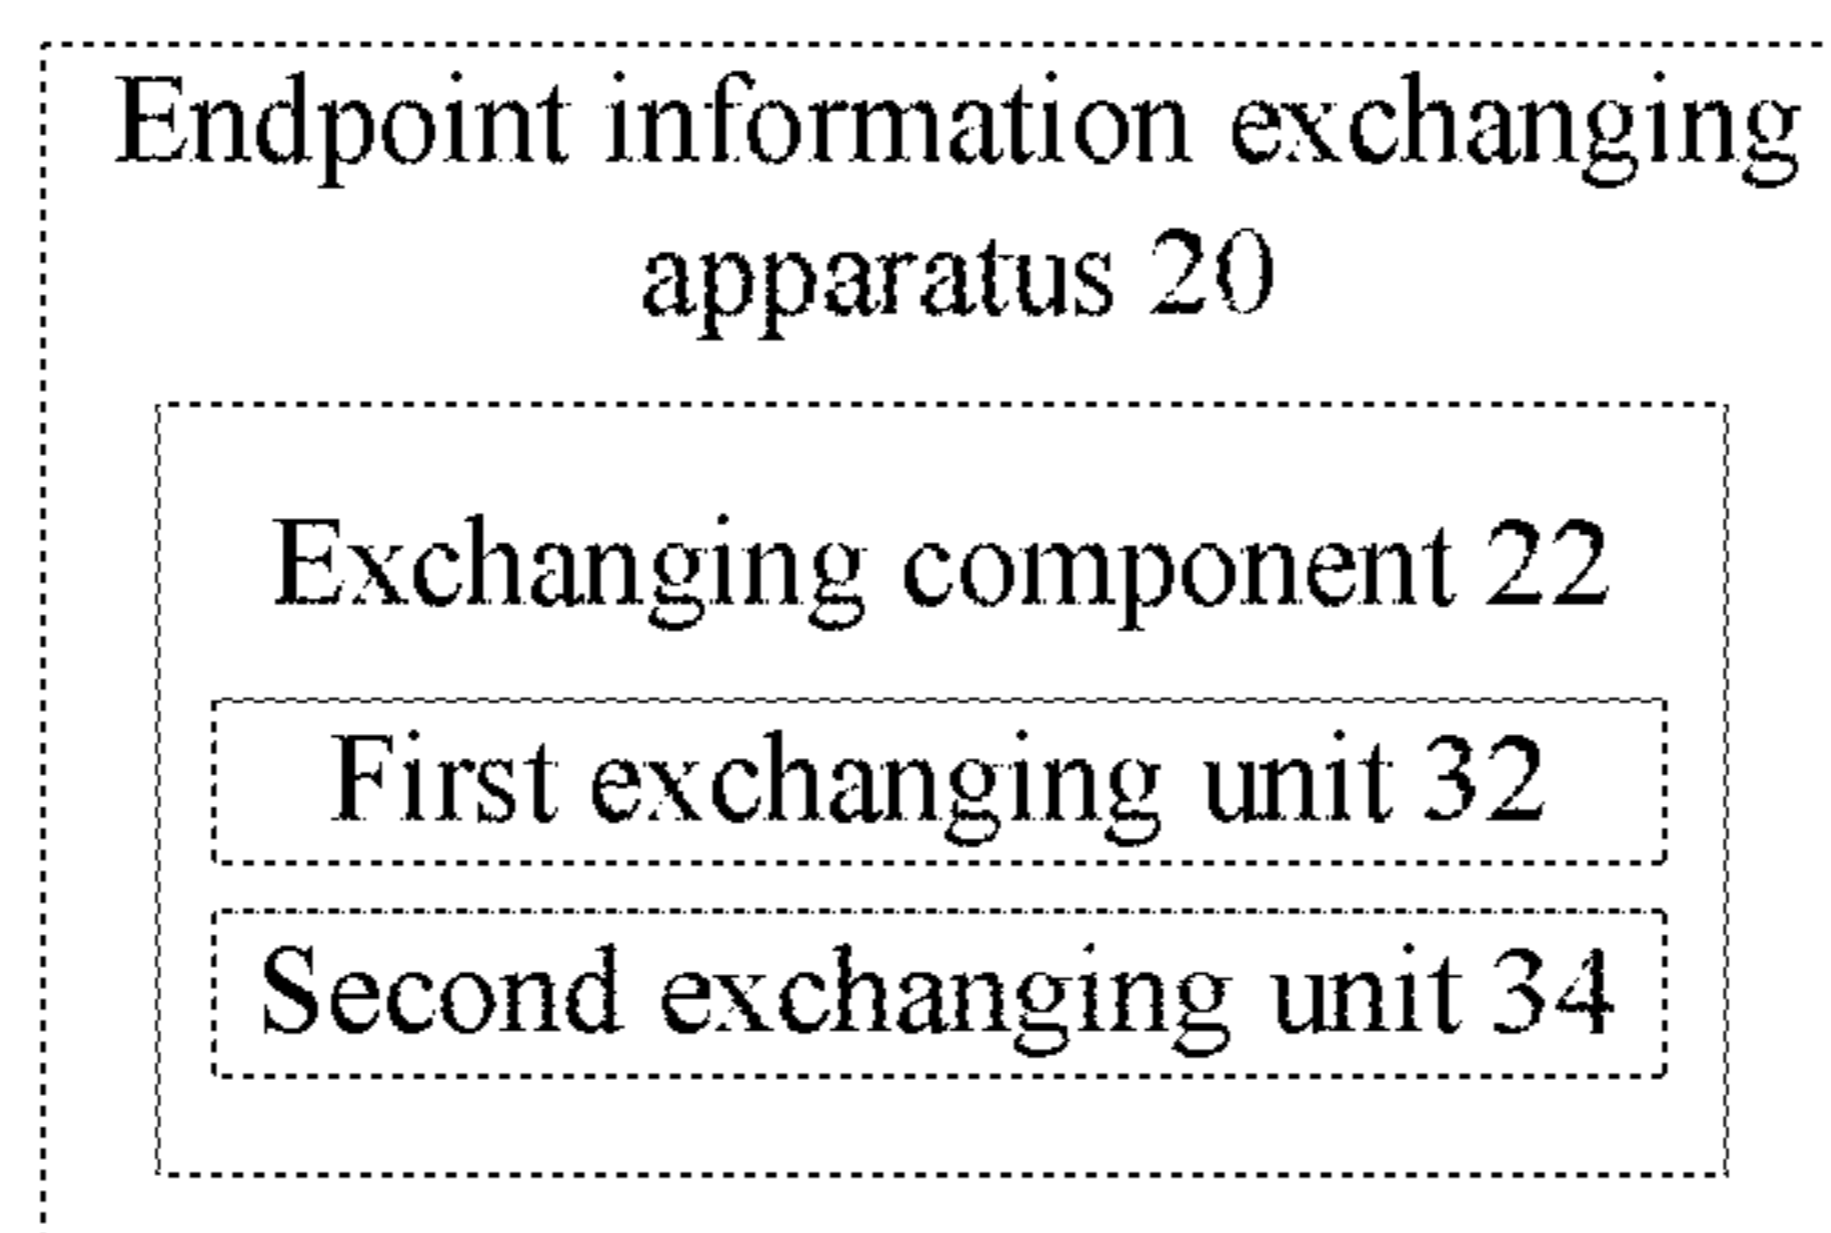 Endpoint information exchanging
apparatus 20
Exchanging component 22
First exchanging unit 32
Second exchanging unit 34